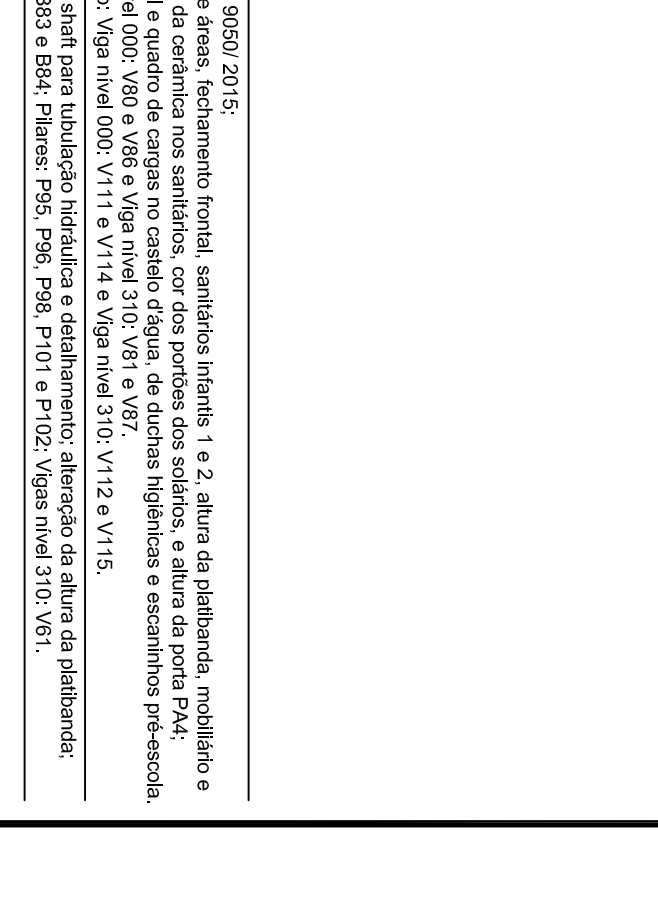 9050/ 2015;
e áreas, fechamento frontal, sanitários infantis 1 e 2, altura da platibanda, mobiliário e
da cerâmica nos sanitários, cor dos portões dos solários, e altura da porta PA4;
l e quadro de cargas no castelo d'água, de duchas higiênicas e escaninhos pré-escola.
el 000: V80 e V86 e Viga nível 310: V81 e V87.
o: Viga nível 000: V111 e V114 e Viga nível 310: V112 e V115.
shaft para tubulação hidráulica e detalhamento; alteração da altura da platibanda;
B83 e B84; Pilares: P95, P96, P98, P101 e P102; Vigas nível 310: V61.